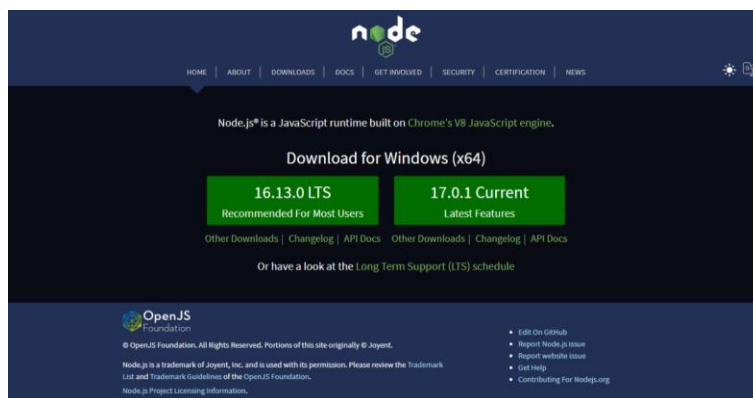 node
JS
HOME | ABOUT | DOWNLOADS | DOCS | GET INVOLVED | SECURITY | CERTIFICATION | NEWS
Node.js® is a JavaScript runtime built on Chrome's V8 JavaScript engine.
Download for Windows (x64)
16.13.0 LTS
Recommended For Most Users
17.0.1 Current
Latest Features
Other Downloads | Changelog | API Docs
Other Downloads | Changelog | API Docs
Or have a look at the Long Term Support (LTS) schedule
OpenJS
Foundation
© OpenJS Foundation. All Rights Reserved. Portions of this site originally © Joyent.
Node.js is a trademark of Joyent, Inc. and is used with its permission. Please review the Trademark
List and Trademark Guidelines of the OpenJS Foundation.
Node.js Project Licensing Information.
Edit On GitHub
Report Node.js issue
Report website issue
Get Help
Contributing For Nodejs.org